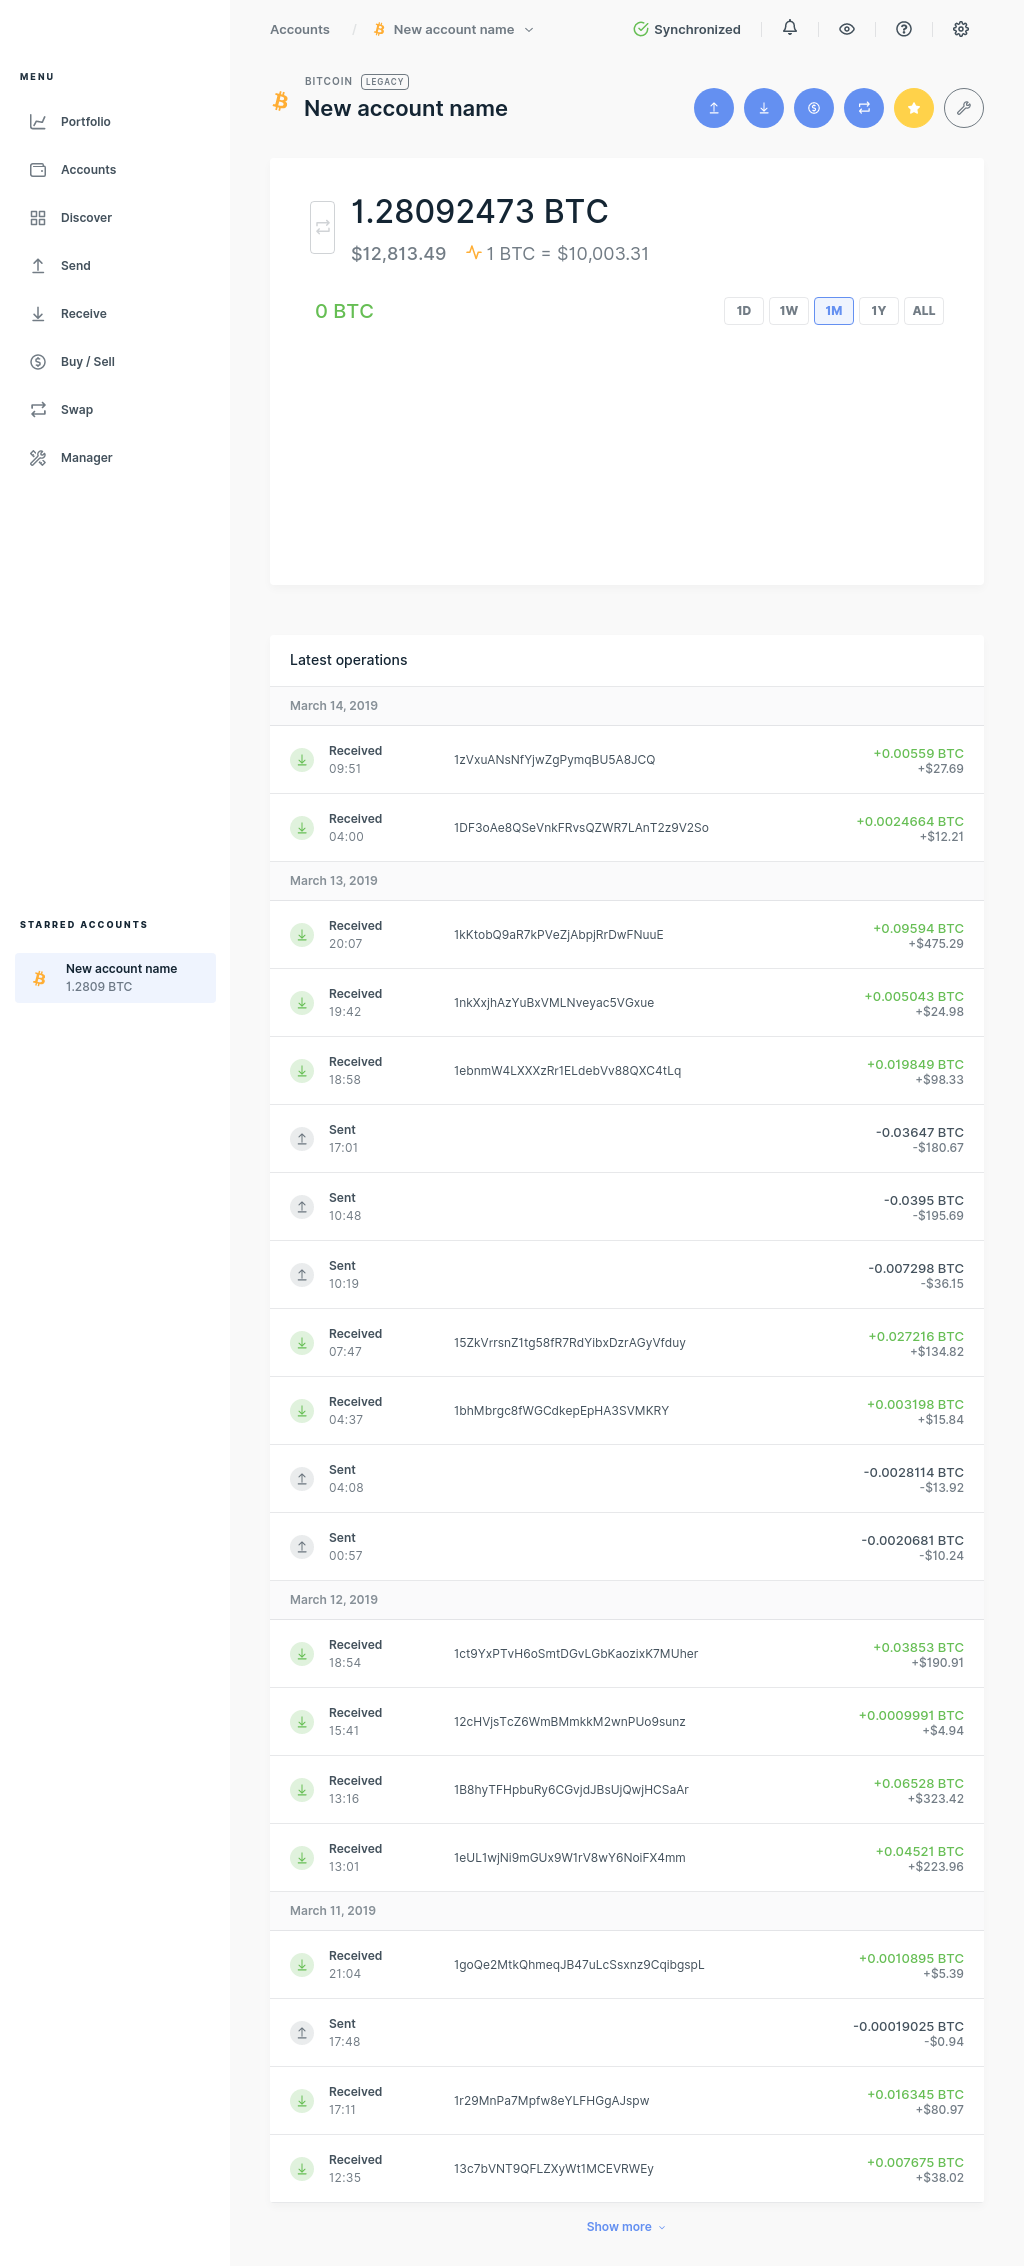 Accounts / New account name
Synchronized
MENU
Portfolio
Accounts
Discover
Send
Receive
Buy / Sell
Swap
Manager
STARRED ACCOUNTS
New account name
1.2809 BTC
BITCOIN LEGACY
New account name
1.28092473 BTC
$12,813.49 1 BTC = $10,003.31
0 BTC
1D 1W 1M 1Y ALL
Latest operations
March 14, 2019
Received
09:51
1zVxuANsNfYjwZgPymqBU5A8JCQ
+0.00559 BTC
+$27.69
Received
04:00
1DF3oAe8QSeVnkFRvsQZWR7LAnT2z9V2So
+0.0024664 BTC
+$12.21
March 13, 2019
Received
20:07
1kKtobQ9aR7kPVeZjAbpjRrDwFNuuE
+0.09594 BTC
+$475.29
Received
19:42
1nkXxjhAzYuBxVMLNveyac5VGxue
+0.005043 BTC
+$24.98
Received
18:58
1ebnmW4LXXXzRr1ELdebVv88QXC4tLq
+0.019849 BTC
+$98.33
Sent
17:01
-0.03647 BTC
-$180.67
Sent
10:48
-0.0395 BTC
-$195.69
Sent
10:19
-0.007298 BTC
-$36.15
Received
07:47
15ZkVrrsnZ1tg58fR7RdYibxDzrAGyVfduy
+0.027216 BTC
+$134.82
Received
04:37
1bhMbrgc8fWGCdkepEpHA3SVMKRY
+0.003198 BTC
+$15.84
Sent
04:08
-0.0028114 BTC
-$13.92
Sent
00:57
-0.0020681 BTC
-$10.24
March 12, 2019
Received
18:54
1ct9YxPTvH6oSmtDGvLGbKaozixK7MUher
+0.03853 BTC
+$190.91
Received
15:41
12cHVjsTcZ6WmBMmkkM2wnPUo9sunz
+0.0009991 BTC
+$4.94
Received
13:16
1B8hyTFHpbuRy6CGvjdJBsUjQwjHCSaAr
+0.06528 BTC
+$323.42
Received
13:01
1eUL1wjNi9mGUx9W1rV8wY6NoiFX4mm
+0.04521 BTC
+$223.96
March 11, 2019
Received
21:04
1goQe2MtkQhmeqJB47uLcSsxnz9CqibgspL
+0.0010895 BTC
+$5.39
Sent
17:48
-0.00019025 BTC
-$0.94
Received
17:11
1r29MnPa7Mpfw8eYLFHGgAJspw
+0.016345 BTC
+$80.97
Received
12:35
13c7bVNT9QFLZXyWt1MCEVRWEy
+0.007675 BTC
+$38.02
Show more